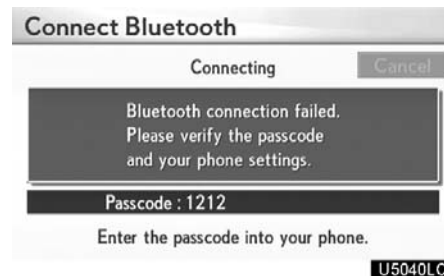 Connect Bluetooth
Connecting
Cancel
Bluetooth connection failed.
Please verify the passcode
and your phone settings.
Passcode : 1212
Enter the passcode into your phone.
U5040LC